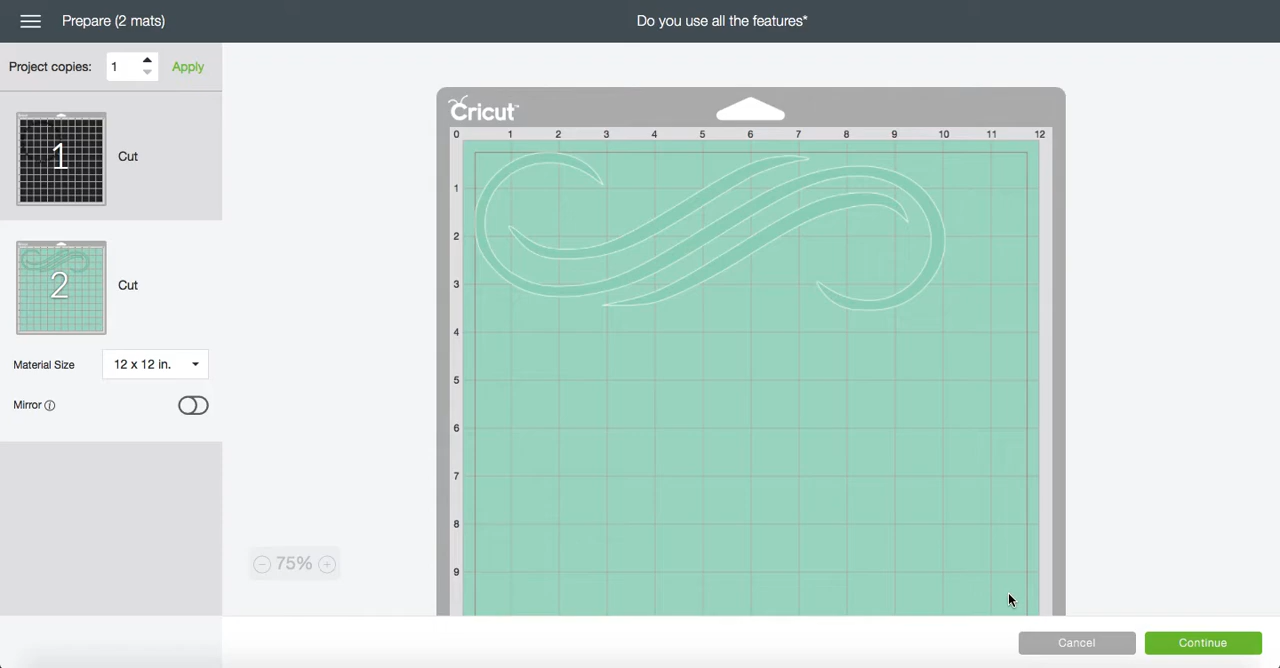 Prepare (2 mats)
Do you use all the features*
Project copies: 1 Apply
1 Cut
2 Cut
Material Size 12 x 12 in.
Mirror
75%
Cricut™
0 1 2 3 4 5 6 7 8 9 10 11 12
1
2
3
4
5
6
7
8
9
Cancel
Continue